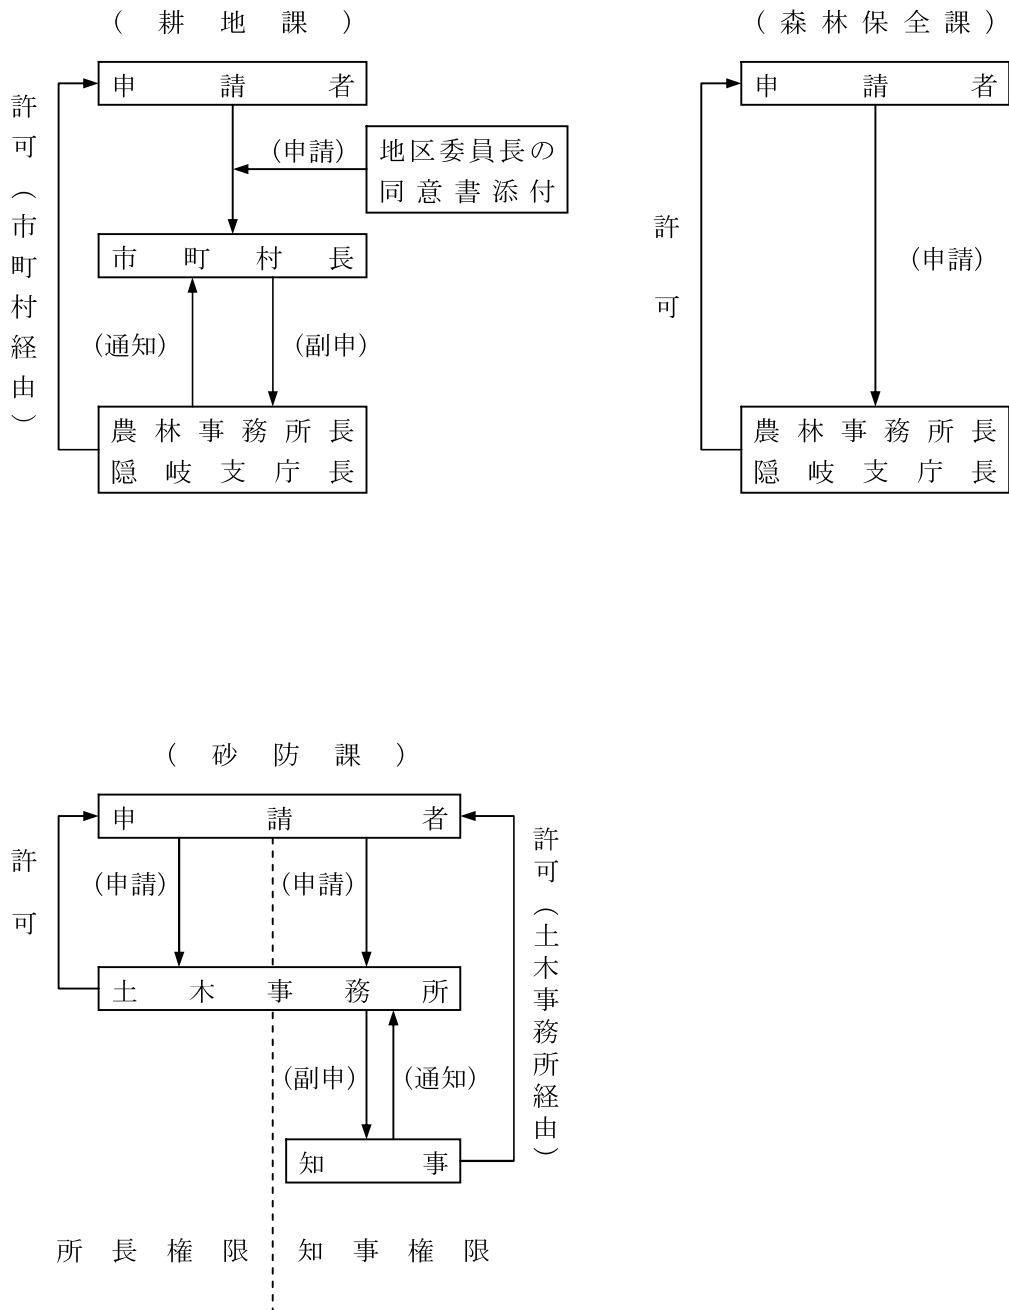 （耕地課）
申請者
許可（市町村経由）
（申請）
地区委員長の
同意書添付
市町村長
（通知）
（副申）
農林事務所長
隠岐支庁長
（森林保全課）
申請者
許可
（申請）
農林事務所長
隠岐支庁長
（砂防課）
申請者
許可
（申請）
（申請）
許可（土木事務所経由）
土木事務所
（副申）
（通知）
知事
所長権限
知事権限